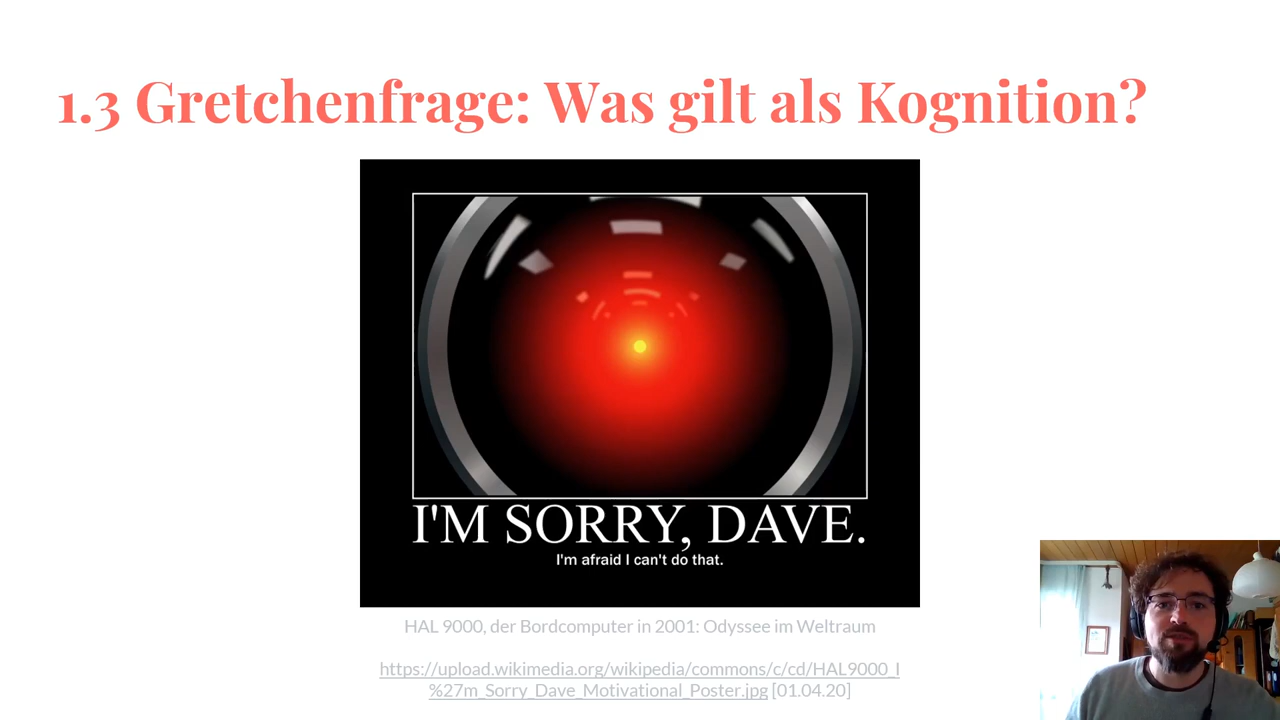 1.3 Gretchenfrage: Was gilt als Kognition?
I'M SORRY, DAVE.
I'm afraid I can't do that.
HAL 9000, der Bordcomputer in 2001: Odyssee im Weltraum
https://upload.wikimedia.org/wikipedia/commons/c/cd/HAL9000_I
%27m_Sorry_Dave_Motivational_Poster.jpg [01.04.20]